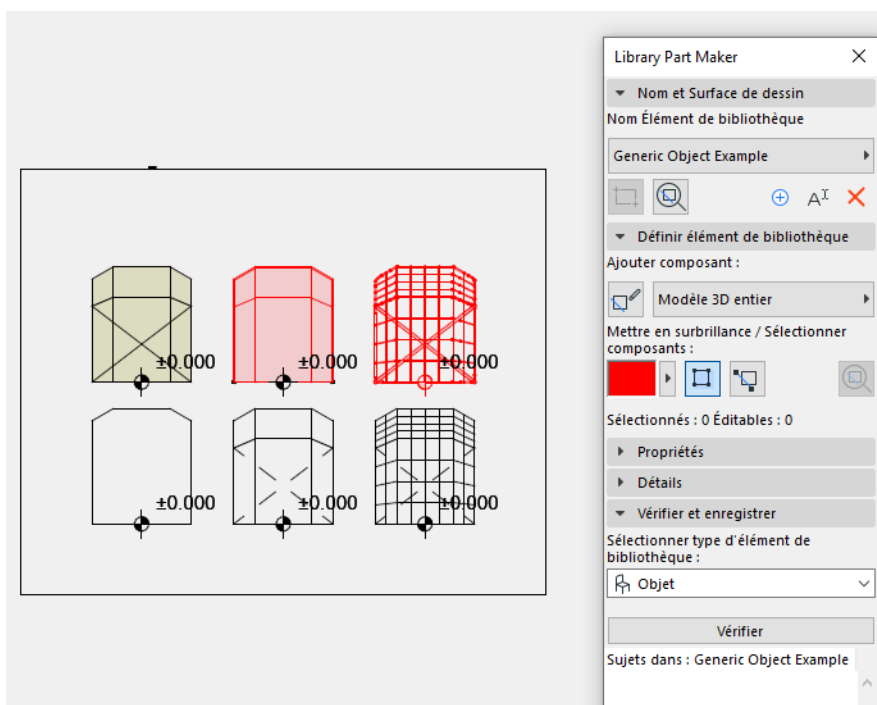 Library Part Maker
Nom et Surface de dessin
Nom Élément de bibliothèque
Generic Object Example
Définir élément de bibliothèque
Ajouter composant :
Modèle 3D entier
Mettre en surbrillance / Sélectionner
composants :
Sélectionnés : 0 Éditables : 0
Propriétés
Détails
Vérifier et enregistrer
Sélectionner type d'élément de
bibliothèque :
Objet
Vérifier
Sujets dans : Generic Object Example
±0.000 ±0.000 ±0.000
±0.000 ±0.000 ±0.000